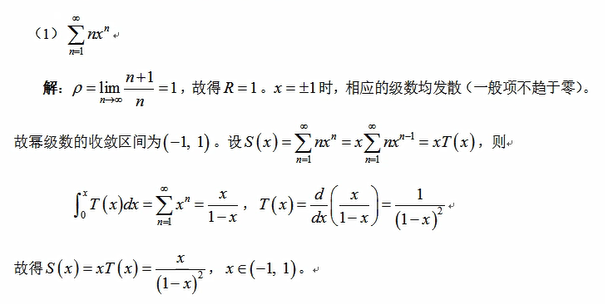 （1）$\sum_{n=1}^{\infty} nx^n$
解：$\rho = \lim_{n\to\infty} \frac{n+1}{n} = 1$，故得 $R=1$。$x=\pm 1$ 时，相应的级数均发散（一般项不趋于零）。
故幂级数的收敛区间为 $(-1, 1)$。设 $S(x) = \sum_{n=1}^{\infty} nx^n = x\sum_{n=1}^{\infty} nx^{n-1} = xT(x)$，则
$\int_0^x T(x)dx = \sum_{n=1}^{\infty} x^n = \frac{x}{1-x}$，$T(x) = \frac{d}{dx}\left(\frac{x}{1-x}\right) = \frac{1}{(1-x)^2}$
故得 $S(x) = xT(x) = \frac{x}{(1-x)^2}$，$x\in(-1, 1)$。